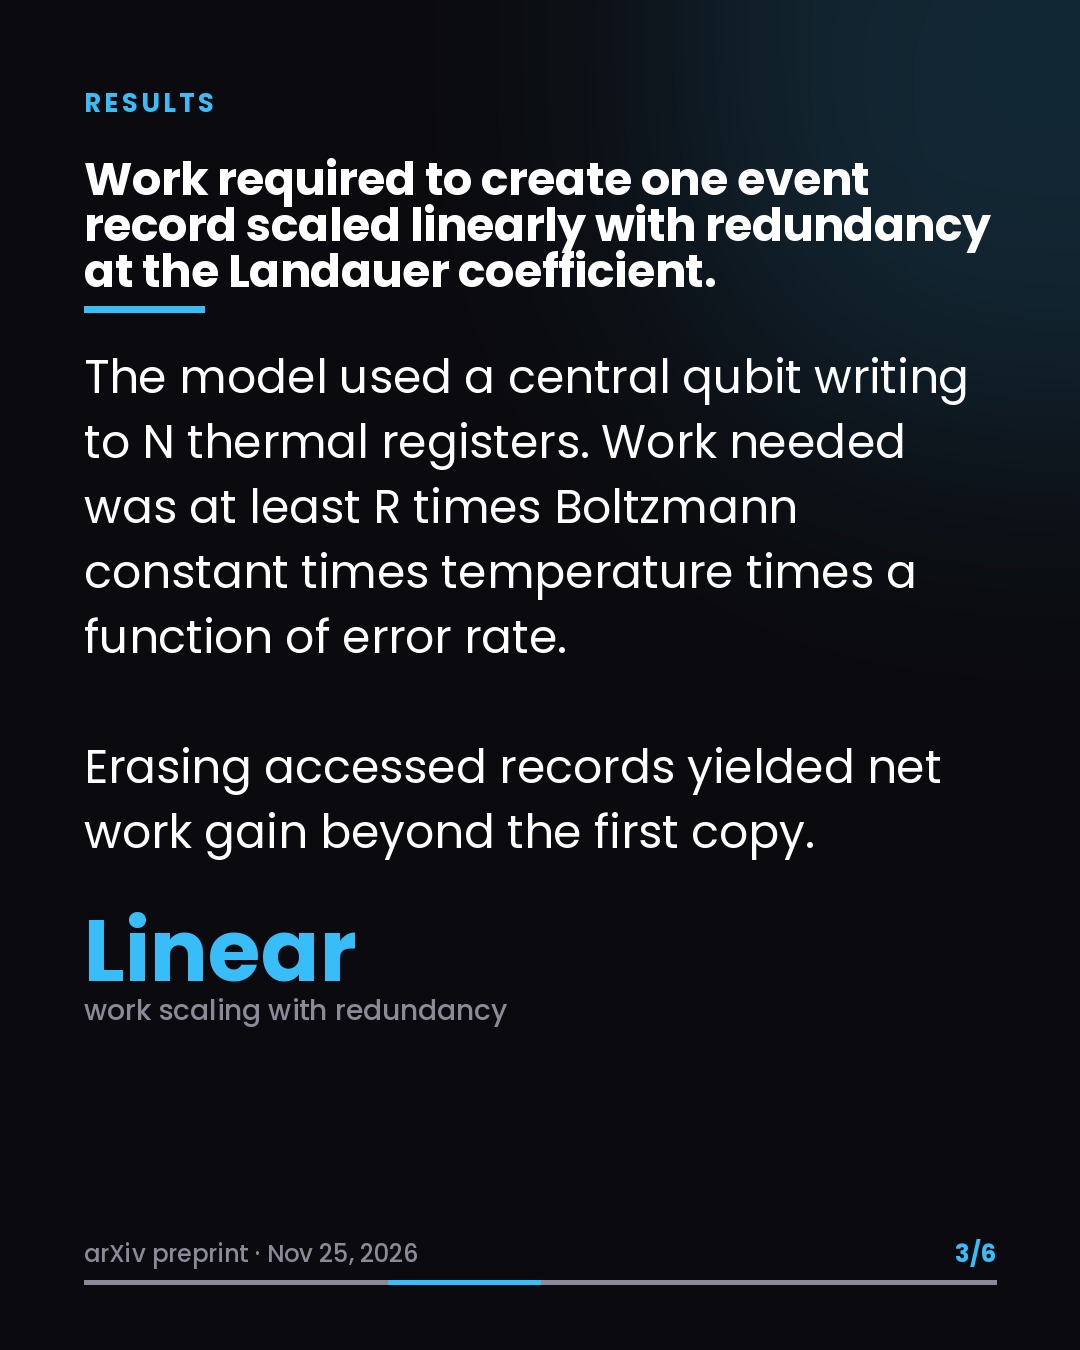 RESULTS
Work required to create one event
record scaled linearly with redundancy
at the Landauer coefficient.
The model used a central qubit writing
to N thermal registers. Work needed
was at least R times Boltzmann
constant times temperature times a
function of error rate.
Erasing accessed records yielded net
work gain beyond the first copy.
Linear
work scaling with redundancy
arXiv preprint · Nov 25, 2026
3/6